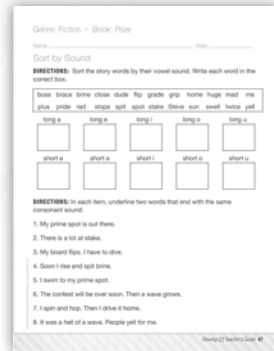 Genre: Fiction • Book: Prize
Name Date
Sort by Sound
DIRECTIONS: Sort the story words by their vowel sound. Write each word in the
correct box.
boss brace brine close dude flip grade grip home huge mad me
plus pride rad slope spit spot stake Steve sun swell twice yell
long a long e long i long o long u
short a short e short i short o short u
DIRECTIONS: In each item, underline two words that end with the same
consonant sound.
1. My prime spot is out there.
2. There is a lot at stake.
3. My board flips. I have to dive.
4. Soon I rise and spit brine.
5. I swim to my prime spot.
6. The contest will be over soon. Then a wave grows.
7. I spin and hop. Then I drive it home.
8. It was a hell of a wave. People yell for me.
Teacher's Guide 47